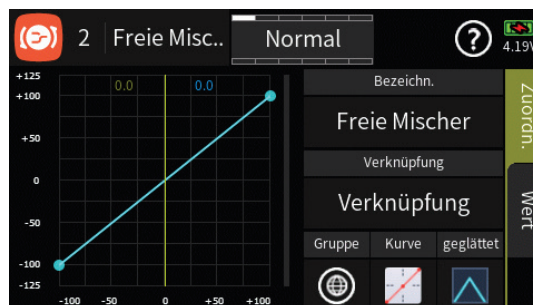 2 Freie Misc.. Normal ? 4.19V
+125
+100
+50
0
-50
-100
-125
0.0 0.0
-100 -50 0 +50 +100
Bezeichn.
Freie Mischer
Verknüpfung
Verknüpfung
Gruppe Kurve geglättet
Zuordn.
Wert